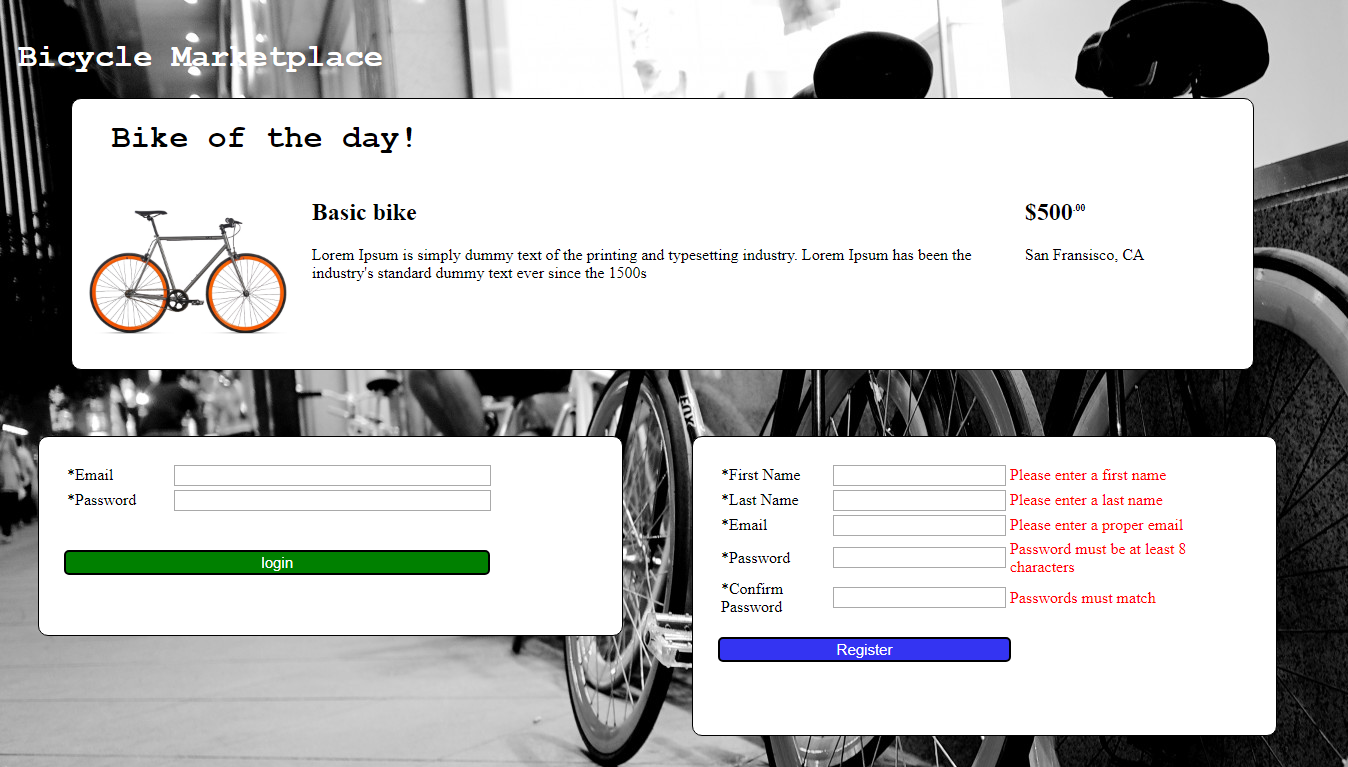 Bicycle Marketplace
Bike of the day!
Basic bike
$500.00
Lorem Ipsum is simply dummy text of the printing and typesetting industry. Lorem Ipsum has been the
industry's standard dummy text ever since the 1500s
San Fransisco, CA
FOX
*Email
*Password
login
*First Name
Please enter a first name
*Last Name
Please enter a last name
*Email
Please enter a proper email
*Password
Password must be at least 8
characters
*Confirm
Password
Passwords must match
Register